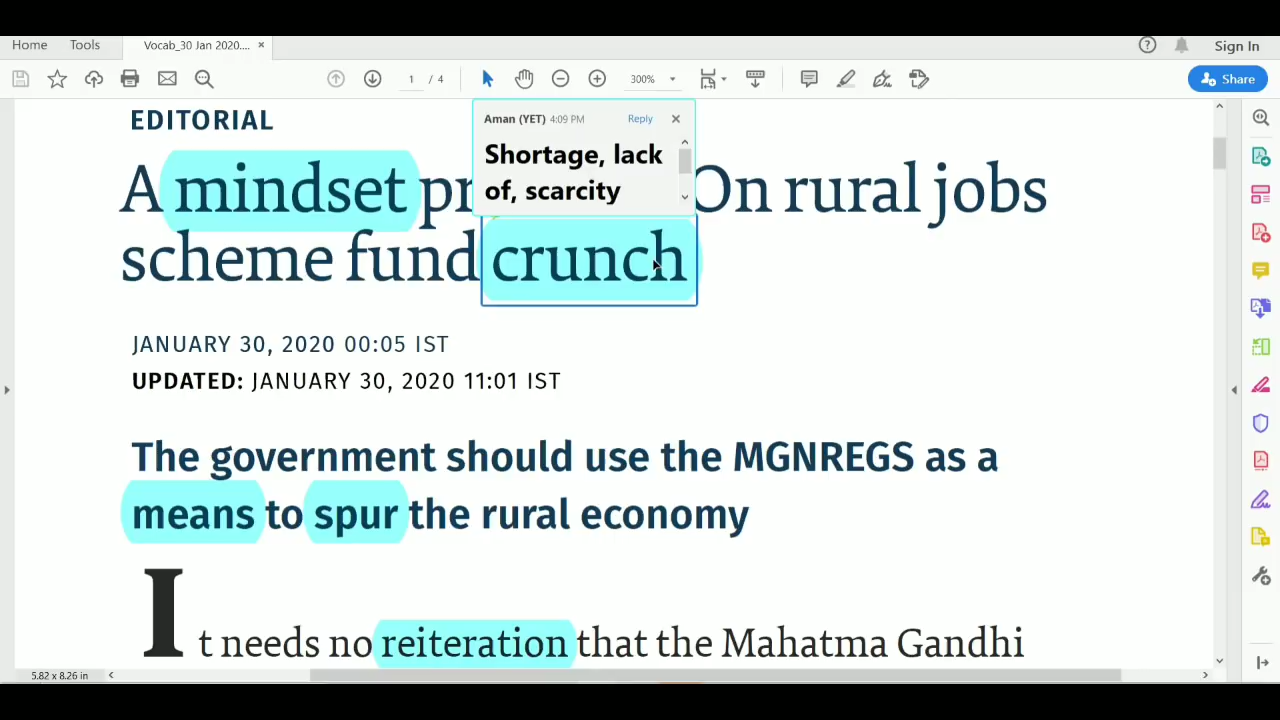 Home Tools Vocab_30 Jan 2020.... × Sign In
1 / 4 300% Share
EDITORIAL
Aman (YET) 4:09 PM Reply
Shortage, lack
of, scarcity
A mindset On rural jobs
scheme fund crunch
JANUARY 30, 2020 00:05 IST
UPDATED: JANUARY 30, 2020 11:01 IST
The government should use the MGNREGS as a
means to spur the rural economy
It needs no reiteration that the Mahatma Gandhi
5.82 x 8.26 in